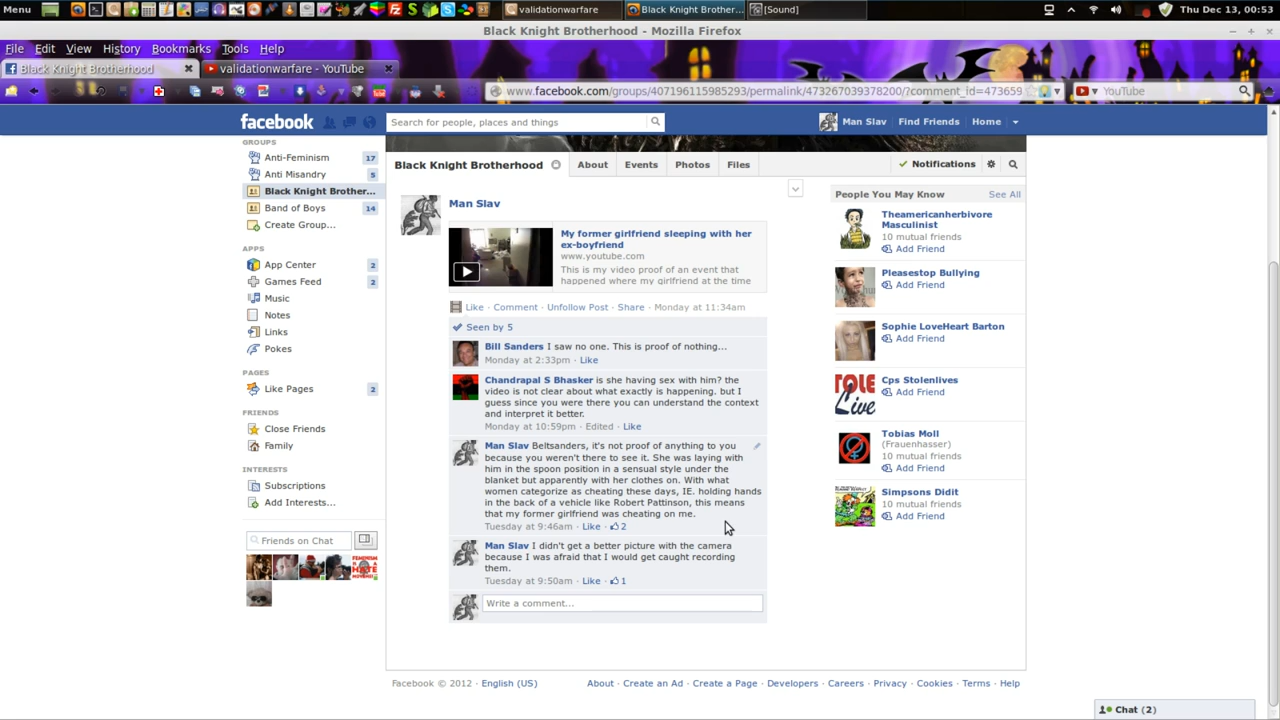 Menu
validationwarfare
Black Knight Brother...
[Sound]
Thu Dec 13, 00:53
Black Knight Brotherhood - Mozilla Firefox
File Edit View History Bookmarks Tools Help
Black Knight Brotherhood
validationwarfare - YouTube
www.facebook.com/groups/407196115985293/permalink/473267039378200/?comment_id=473659
YouTube
facebook
Search for people, places and things
Man Slav Find Friends Home
GROUPS
Anti-Feminism 17
Anti Misandry 5
Black Knight Brother...
Band of Boys 14
Create Group...
APPS
App Center 2
Games Feed 2
Music
Notes
Links
Pokes
PAGES
Like Pages 2
FRIENDS
Close Friends
Family
INTERESTS
Subscriptions
Add Interests...
Friends on Chat
Black Knight Brotherhood About Events Photos Files
Notifications
Man Slav
My former girlfriend sleeping with her
ex-boyfriend
www.youtube.com
This is my video proof of an event that
happened where my girlfriend at the time
Like · Comment · Unfollow Post · Share · Monday at 11:34am
Seen by 5
Bill Sanders I saw no one. This is proof of nothing...
Monday at 2:33pm · Like
Chandrapal S Bhasker is she having sex with him? the
video is not clear about what exactly is happening. but I
guess since you were there you can understand the context
and interpret it better.
Monday at 10:59pm · Edited · Like
Man Slav Beltsanders, it's not proof of anything to you
because you weren't there to see it. She was laying with
him in the spoon position in a sensual style under the
blanket but apparently with her clothes on. With what
women categorize as cheating these days, IE. holding hands
in the back of a vehicle like Robert Pattinson, this means
that my former girlfriend was cheating on me.
Tuesday at 9:46am · Like · 2
Man Slav I didn't get a better picture with the camera
because I was afraid that I would get caught recording
them.
Tuesday at 9:50am · Like · 1
Write a comment...
People You May Know See All
Theamericanherbivore
Masculinist
10 mutual friends
Add Friend
Pleasestop Bullying
Add Friend
Sophie LoveHeart Barton
Add Friend
Cps Stolenlives
Add Friend
Tobias Moll
(Frauenhasser)
10 mutual friends
Add Friend
Simpsons Didit
10 mutual friends
Add Friend
Facebook © 2012 · English (US)
About · Create an Ad · Create a Page · Developers · Careers · Privacy · Cookies · Terms · Help
Chat (2)